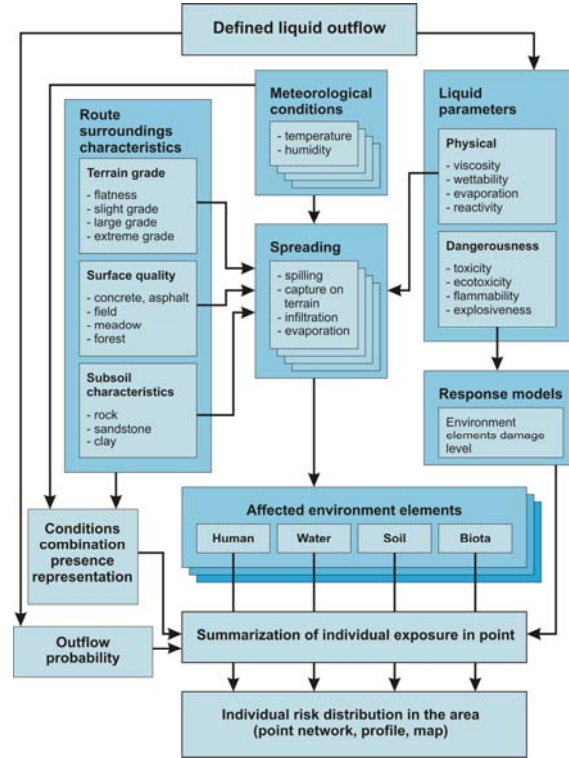 Defined liquid outflow
Meteorological
conditions
- temperature
- humidity
Liquid
parameters
Physical
- viscosity
- wettability
- evaporation
- reactivity
Dangerousness
- toxicity
- ecotoxicity
- flammability
- explosiveness
Route
surroundings
characteristics
Terrain grade
- flatness
- slight grade
- large grade
- extreme grade
Surface quality
- concrete, asphalt
- field
- meadow
- forest
Subsoil
characteristics
- rock
- sandstone
- clay
Spreading
- spilling
- capture on
terrain
- infiltration
- evaporation
Response models
Environment
elements damage
level
Affected environment elements
Human
Water
Soil
Biota
Conditions
combination
presence
representation
Outflow
probability
Summarization of individual exposure in point
Individual risk distribution in the area
(point network, profile, map)